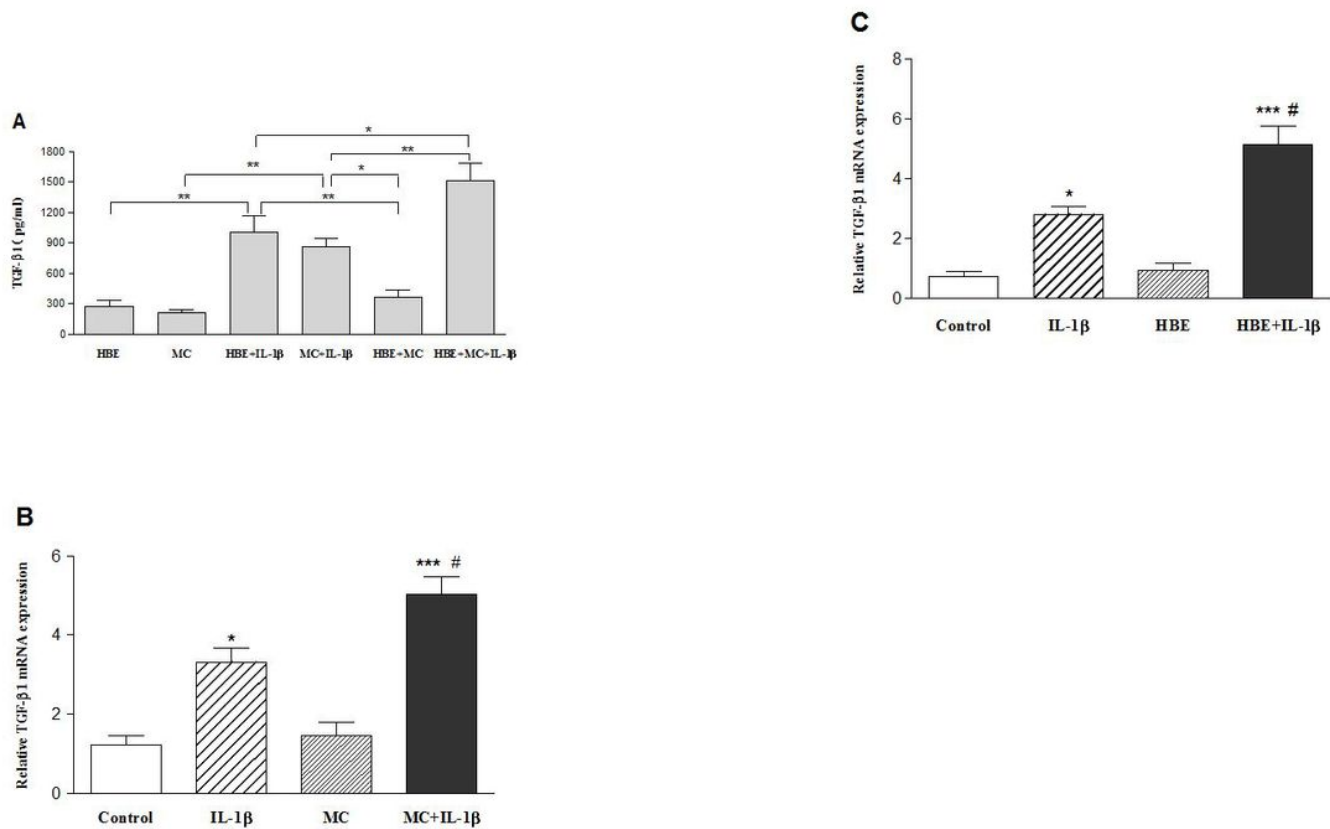 A
TGF-β1( pg/ml)
1800
1500
1200
900
600
300
0
*
**
** *
** **
HBE MC HBE+IL-1β MC+IL-1β HBE+MC HBE+MC+IL-1β
B
Relative TGF-β1 mRNA expression
6
4
2
0
*
*** #
Control IL-1β MC MC+IL-1β
C
Relative TGF-β1 mRNA expression
8
6
4
2
0
*
*** #
Control IL-1β HBE HBE+IL-1β